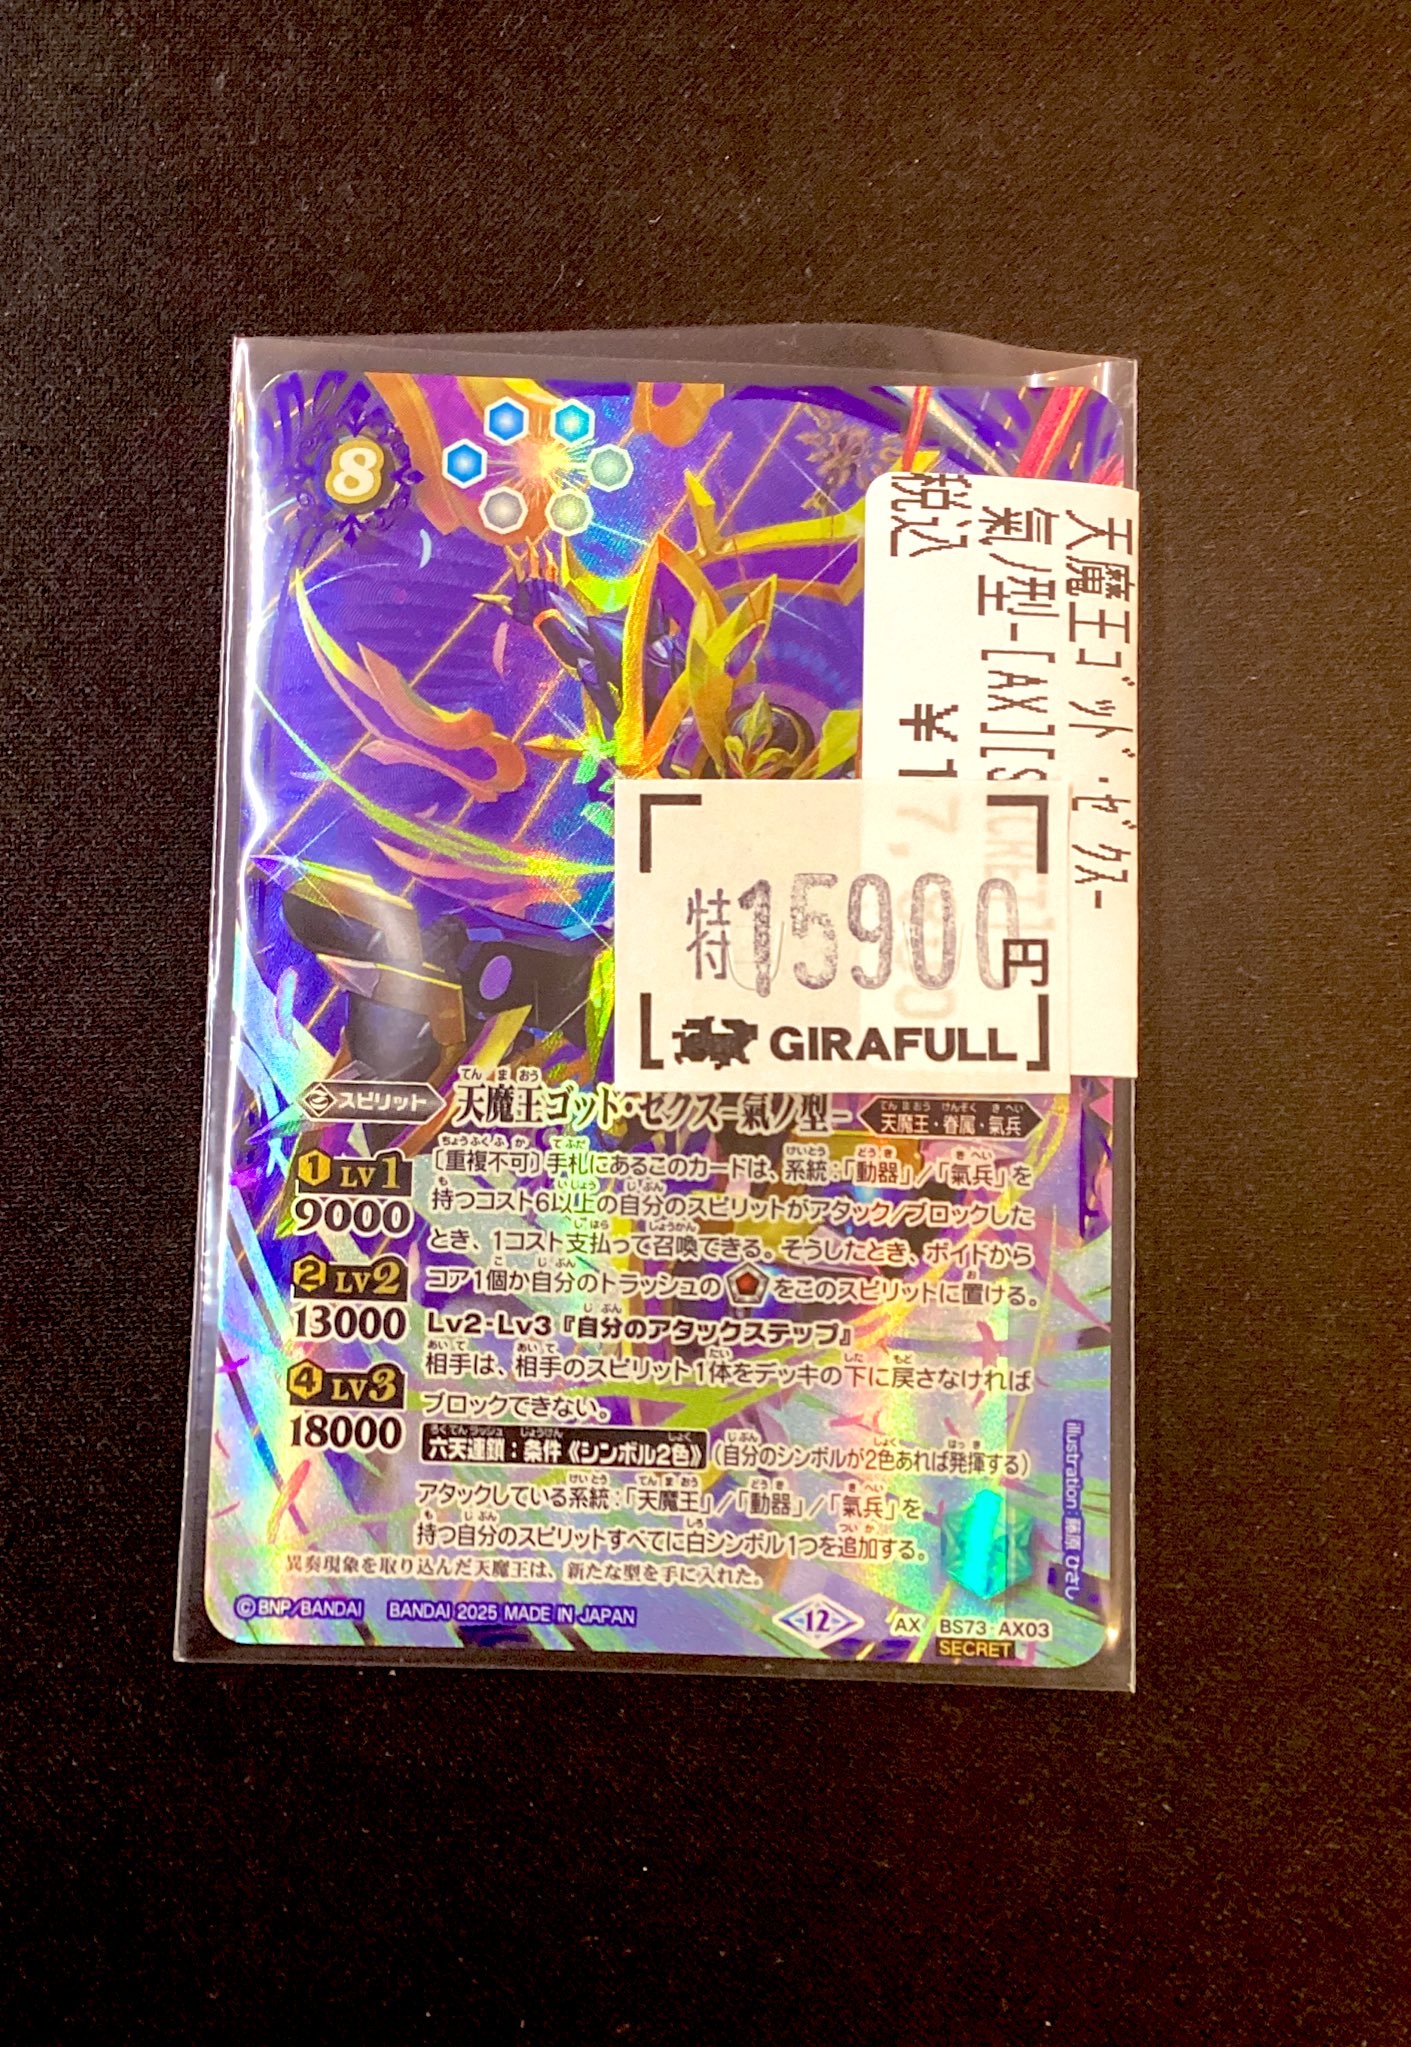 8
天魔王ゴッド・ゼクス-
氣ノ型-[AX][S
税込
￥1
特付15900円
GIRAFULL
スピリット
天魔王ゴッド・ゼクス-氣ノ型-
天魔王・眷属・氣兵
1 LV1
9000
2 LV2
13000
4 LV3
18000
〔重複不可〕手札にあるこのカードは、系統：「動器」/「氣兵」を
持つコスト6以上の自分のスピリットがアタック/ブロックした
とき、1コスト支払って召喚できる。そうしたとき、ボイドから
コア1個か自分のトラッシュの をこのスピリットに置ける。
Lv2・Lv3『自分のアタックステップ』
相手は、相手のスピリット1体をデッキの下に戻さなければ
ブロックできない。
六天連鎖：条件《シンボル2色》（自分のシンボルが2色あれば発揮する）
アタックしている系統：「天魔王」/「動器」/「氣兵」を
持つ自分のスピリットすべてに白シンボル1つを追加する。
異奏現象を取り込んだ天魔王は、新たな型を手に入れた。
Illustration：藤原ひさし
©BNP/BANDAI BANDAI 2025 MADE IN JAPAN
12
AX BS73-AX03
SECRET